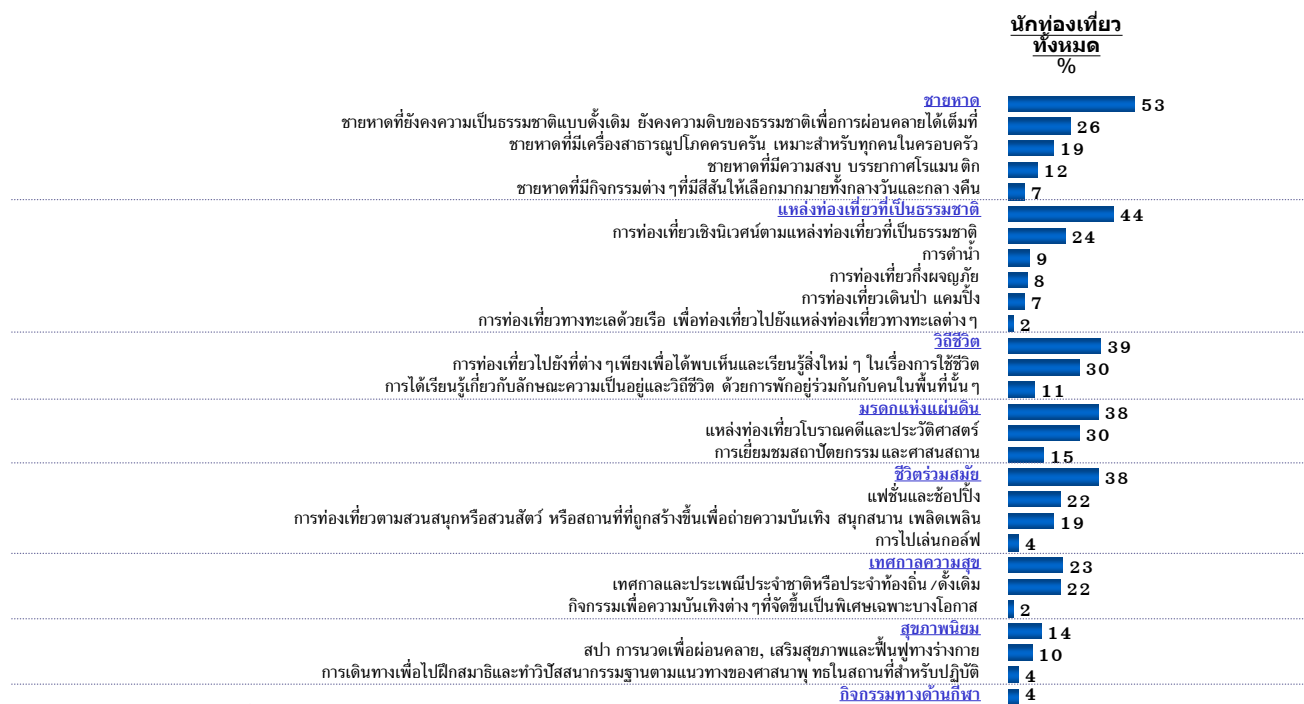 นักท่องเที่ยว
ทั้งหมด
%
ชายหาด 53
ชายหาดที่ยังคงความเป็นธรรมชาติแบบดั้งเดิม ยังคงความดิบของธรรมชาติเพื่อการผ่อนคลายได้เต็มที่ 26
ชายหาดที่มีเครื่องสาธารณูปโภคครบครัน เหมาะสำหรับทุกคนในครอบครัว 19
ชายหาดที่มีความสงบ บรรยากาศโรแมนติก 12
ชายหาดที่มีกิจกรรมต่าง ๆที่มีสีสันให้เลือกมากมายทั้งกลางวันและกลางคืน 7
แหล่งท่องเที่ยวที่เป็นธรรมชาติ 44
การท่องเที่ยวเชิงนิเวศน์ตามแหล่งท่องเที่ยวที่เป็นธรรมชาติ 24
การดำน้ำ 9
การท่องเที่ยวกึ่งผจญภัย 8
การท่องเที่ยวเดินป่า แคมปิ้ง 7
การท่องเที่ยวทางทะเลด้วยเรือ เพื่อท่องเที่ยวไปยังแหล่งท่องเที่ยวทางทะเลต่าง ๆ 2
วิถีชีวิต 39
การท่องเที่ยวไปยังที่ต่าง ๆเพียงเพื่อได้พบเห็นและเรียนรู้สิ่งใหม่ ๆ ในเรื่องการใช้ชีวิต 30
การได้เรียนรู้เกี่ยวกับลักษณะความเป็นอยู่และวิถีชีวิต ด้วยการพักอยู่ร่วมกันกับคนในพื้นที่นั้น ๆ 11
มรดกแห่งแผ่นดิน 38
แหล่งท่องเที่ยวโบราณคดีและประวัติศาสตร์ 30
การเยี่ยมชมสถาปัตยกรรม และศาสนสถาน 15
ชีวิตร่วมสมัย 38
แฟชั่นและช้อปปิ้ง 22
การท่องเที่ยวตามสวนสนุกหรือสวนสัตว์ หรือสถานที่ที่ถูกสร้างขึ้นเพื่อถ่ายความบันเทิง สนุกสนาน เพลิดเพลิน 19
การไปเล่นกอล์ฟ 4
เทศกาลความสุข 23
เทศกาลและประเพณีประจำชาติหรือประจำท้องถิ่น /ดั้งเดิม 22
กิจกรรมเพื่อความบันเทิงต่าง ๆที่จัดขึ้นเป็นพิเศษเฉพาะบางโอกาส 2
สุขภาพนิยม 14
สปา การนวดเพื่อผ่อนคลาย, เสริมสุขภาพและฟื้นฟูทางร่างกาย 10
การเดินทางเพื่อไปฝึกสมาธิและทำวิปัสสนากรรมฐานตามแนวทางของศาสนาพุทธในสถานที่สำหรับปฏิบัติ 4
กิจกรรมทางด้านกีฬา 4